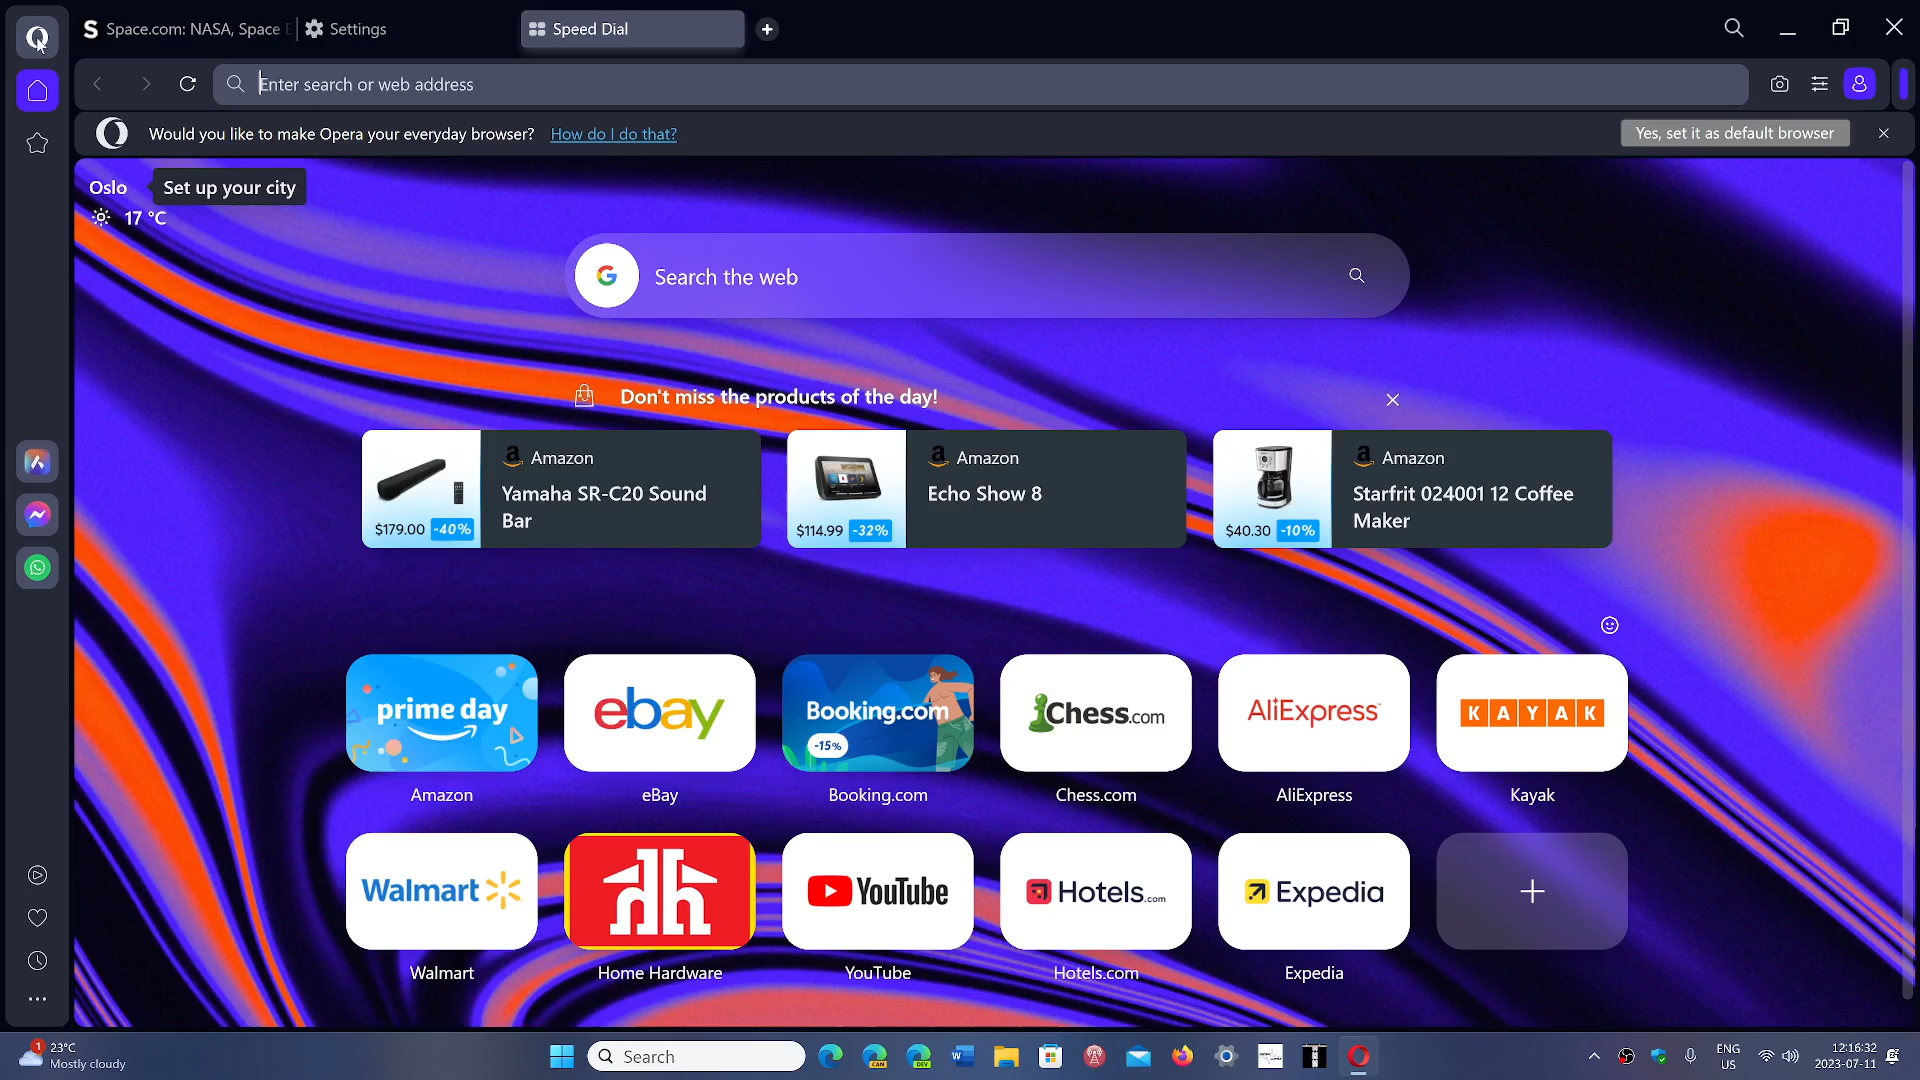 Space.com: NASA, Space E
Settings
Speed Dial
Enter search or web address
Would you like to make Opera your everyday browser? How do I do that?
Yes, set it as default browser
Oslo
Set up your city
17 °C
Search the web
Don't miss the products of the day!
Amazon
Yamaha SR-C20 Sound
Bar
$179.00 -40%
Amazon
Echo Show 8
$114.99 -32%
Amazon
Starfrit 024001 12 Coffee
Maker
$40.30 -10%
prime day
ebay
Booking.com
-15%
Chess.com
AliExpress
KAYAK
Amazon
eBay
Booking.com
Chess.com
AliExpress
Kayak
Walmart
YouTube
Hotels.com
Expedia
Walmart
Home Hardware
YouTube
Hotels.com
Expedia
1
23°C
Mostly cloudy
Search
CAN
DEV
ENG
US
12:16:32
2023-07-11